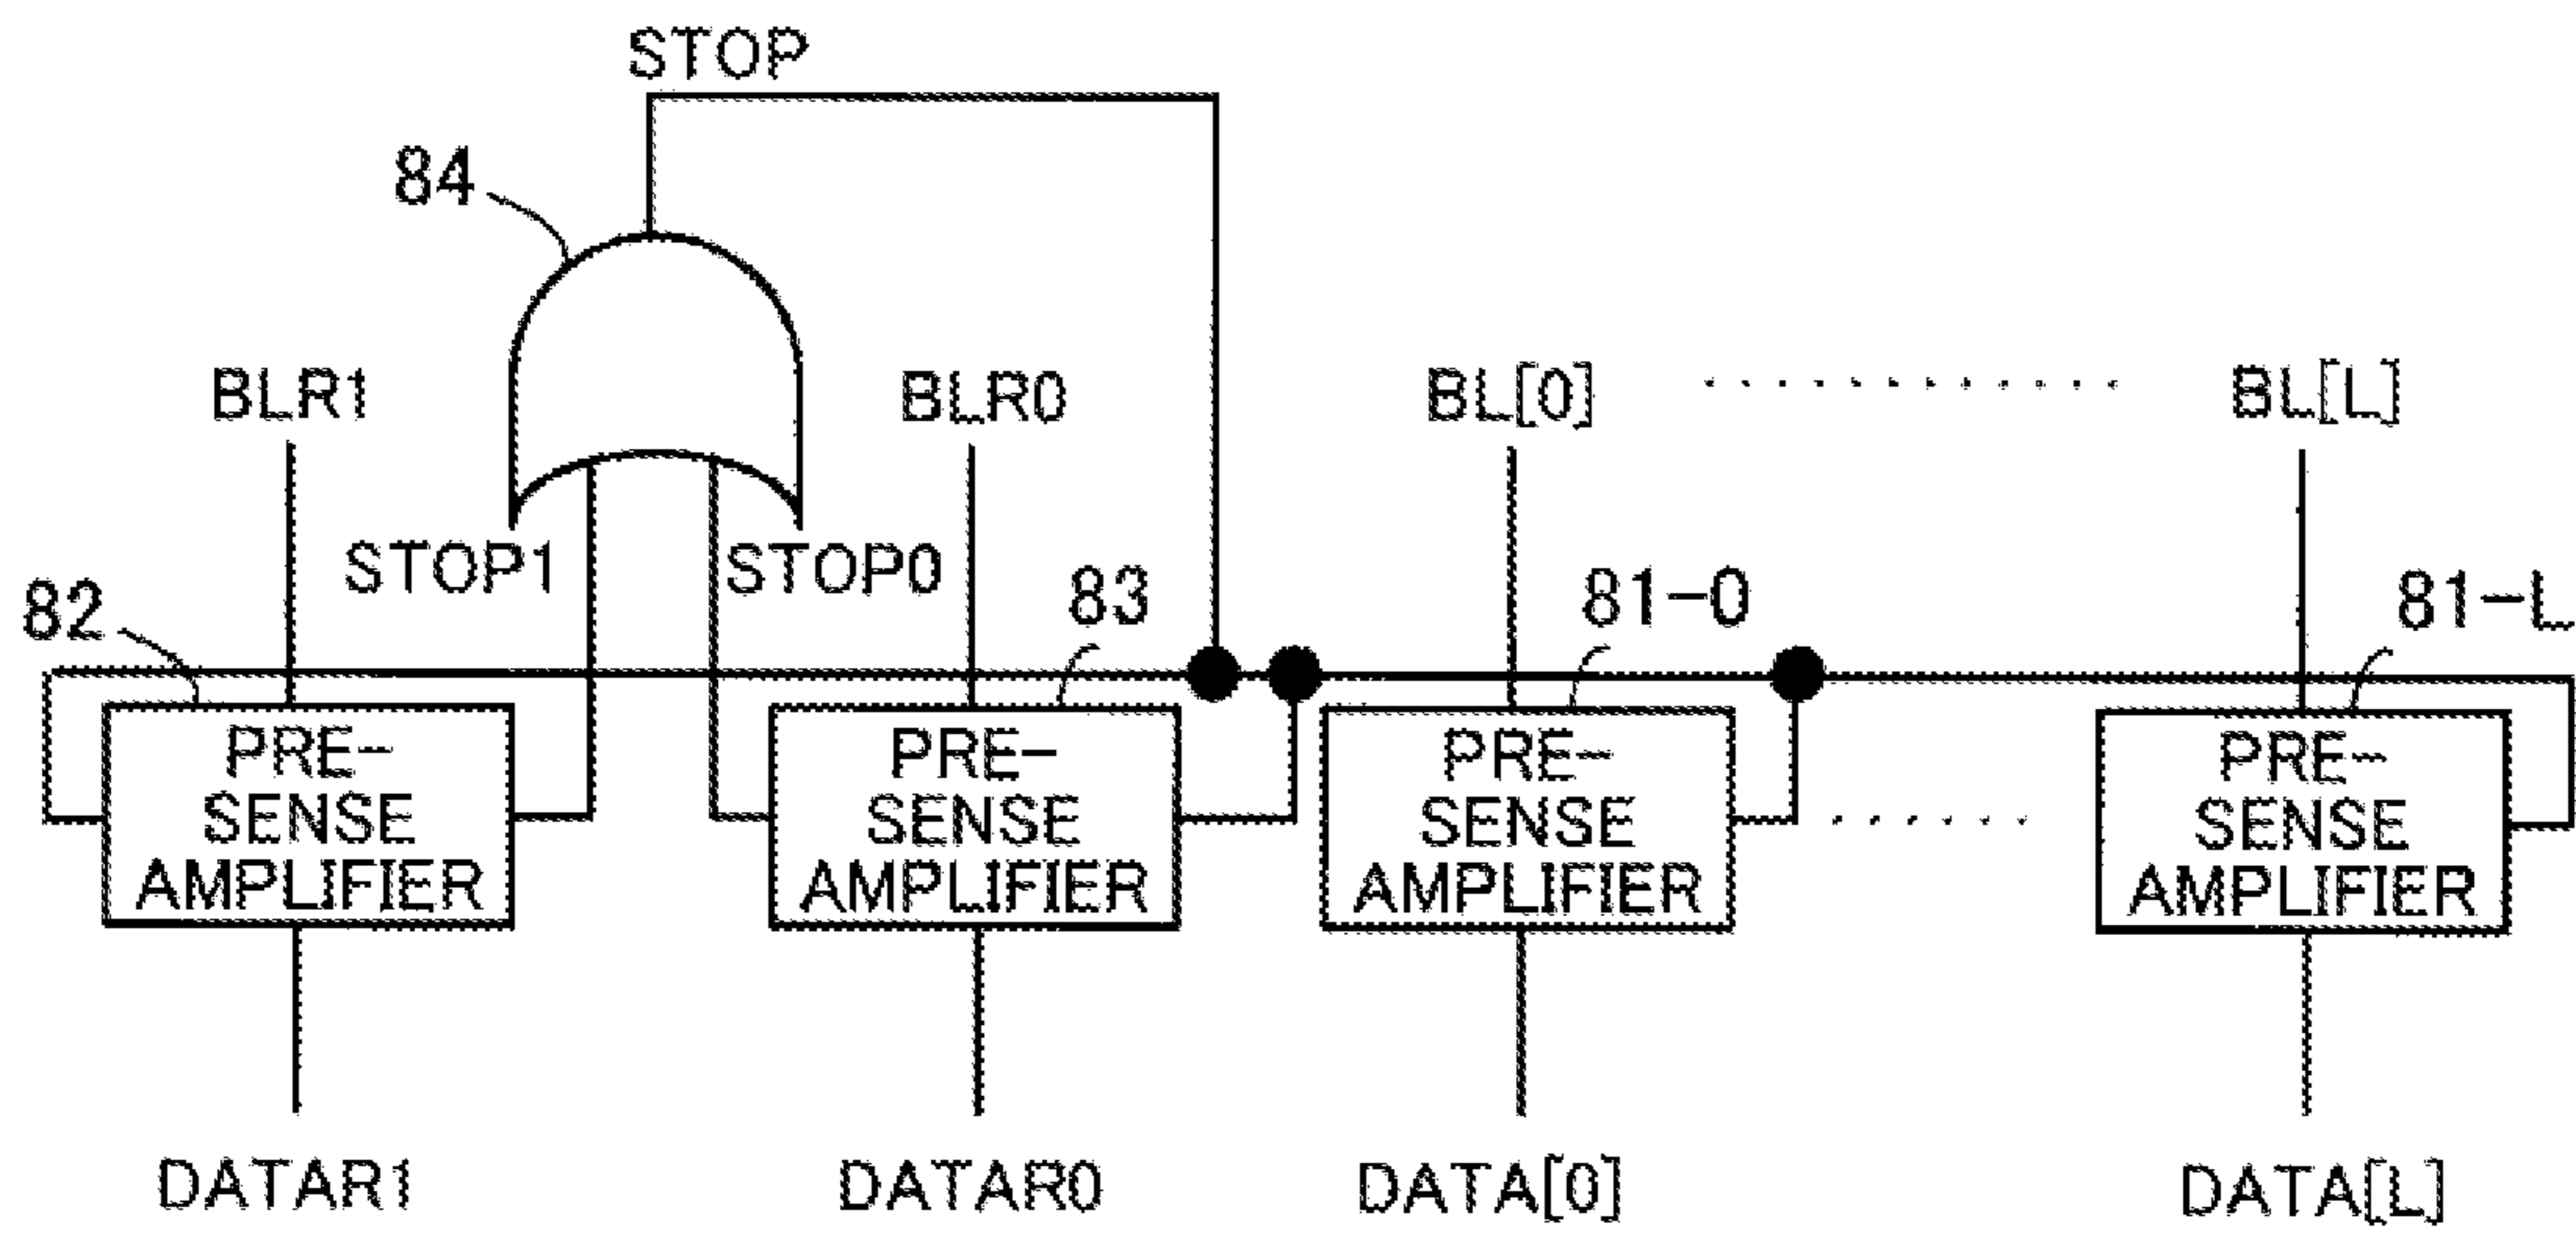 STOP
84
BLR1
BLR0
BL[0]
BL[L]
STOP1
STOP0
82
83
81-0
81-L
PRE-
SENSE
AMPLIFIER
PRE-
SENSE
AMPLIFIER
PRE-
SENSE
AMPLIFIER
PRE-
SENSE
AMPLIFIER
DATAR1
DATAR0
DATA[0]
DATA[L]